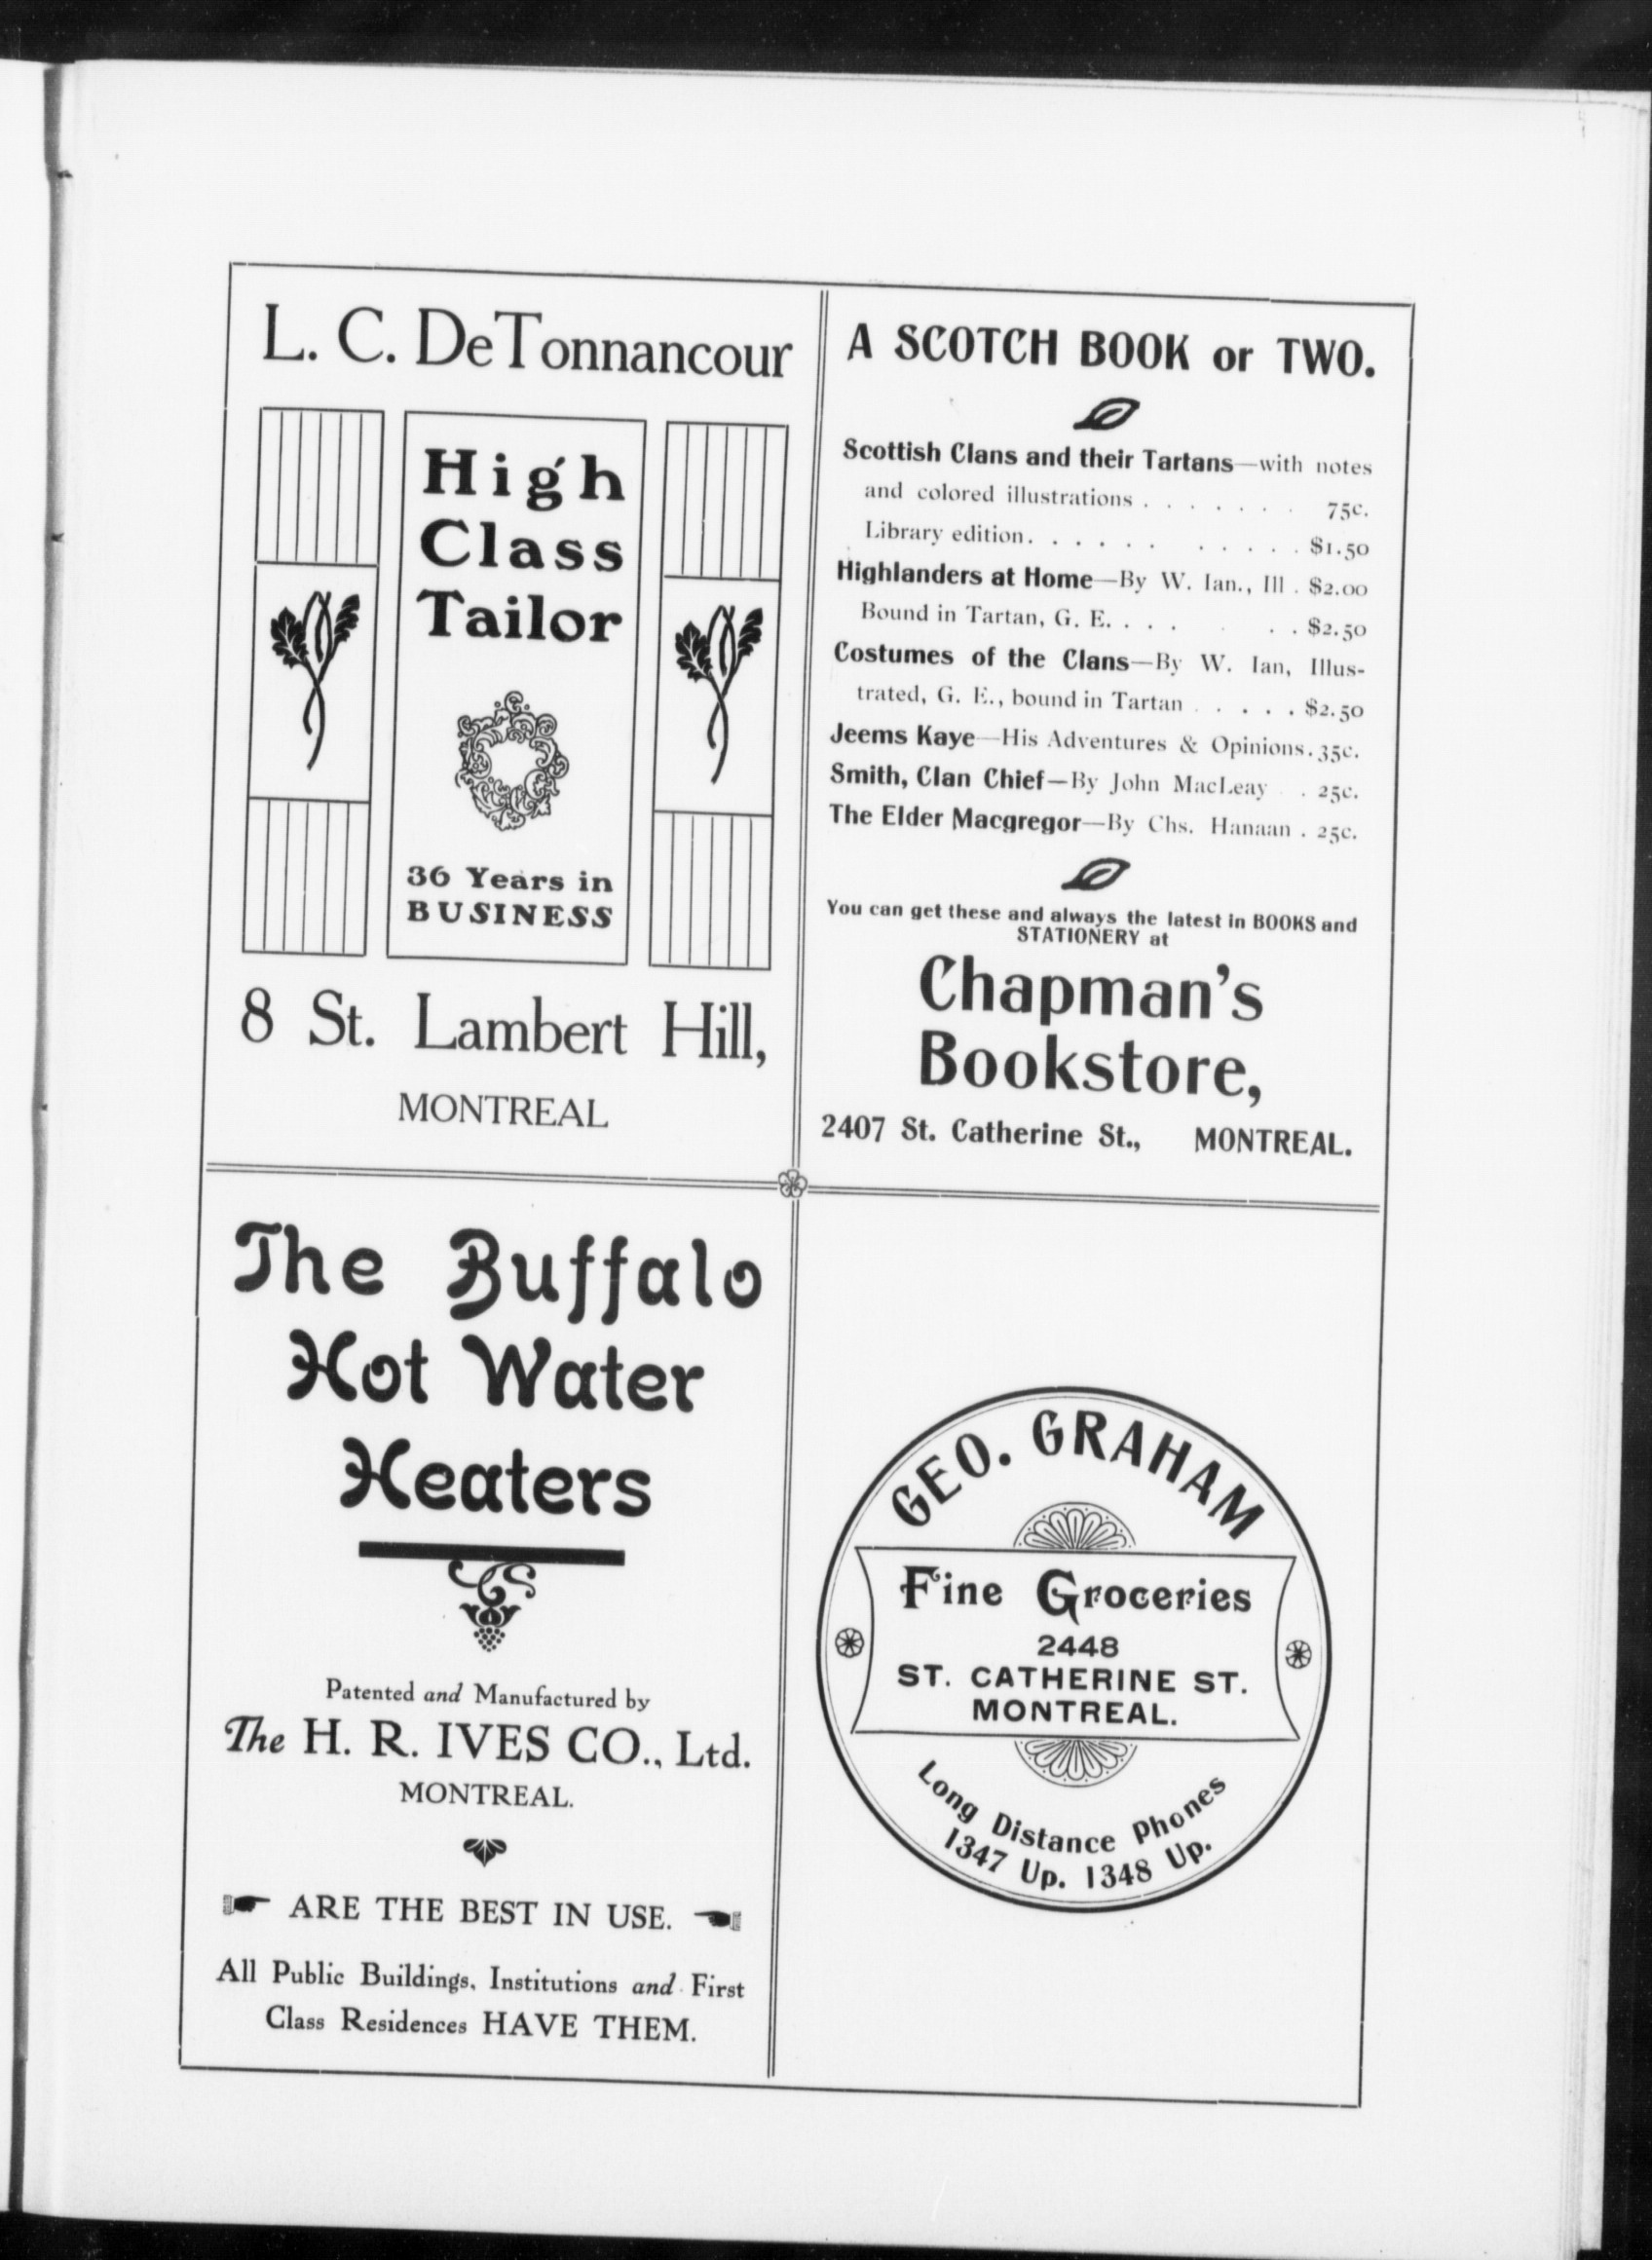 L. C. DeTonnancour
High
Class
Tailor
36 Years in
BUSINESS
8 St. Lambert Hill,
MONTREAL
A SCOTCH BOOK or TWO.
Scottish Clans and their Tartans—with notes
and colored illustrations . . . . . . . 75c.
Library edition. . . . . . . . . . . $1.50
Highlanders at Home—By W. Ian., Ill . $2.00
Bound in Tartan, G. E. . . . . . $2.50
Costumes of the Clans—By W. Ian, Illus-
trated, G. E., bound in Tartan . . . . . $2.50
Jeems Kaye—His Adventures & Opinions. 35c.
Smith, Clan Chief—By John MacLeay . . 25c.
The Elder Macgregor—By Chs. Hanaan . 25c.
You can get these and always the latest in BOOKS and
STATIONERY at
Chapman's
Bookstore,
2407 St. Catherine St., MONTREAL.
The Buffalo
Hot Water
Heaters
Patented and Manufactured by
The H. R. IVES CO., Ltd.
MONTREAL.
ARE THE BEST IN USE.
All Public Buildings, Institutions and First
Class Residences HAVE THEM.
GEO. GRAHAM
Fine Groceries
2448
ST. CATHERINE ST.
MONTREAL.
Long Distance Phones
1347 Up. 1348 Up.